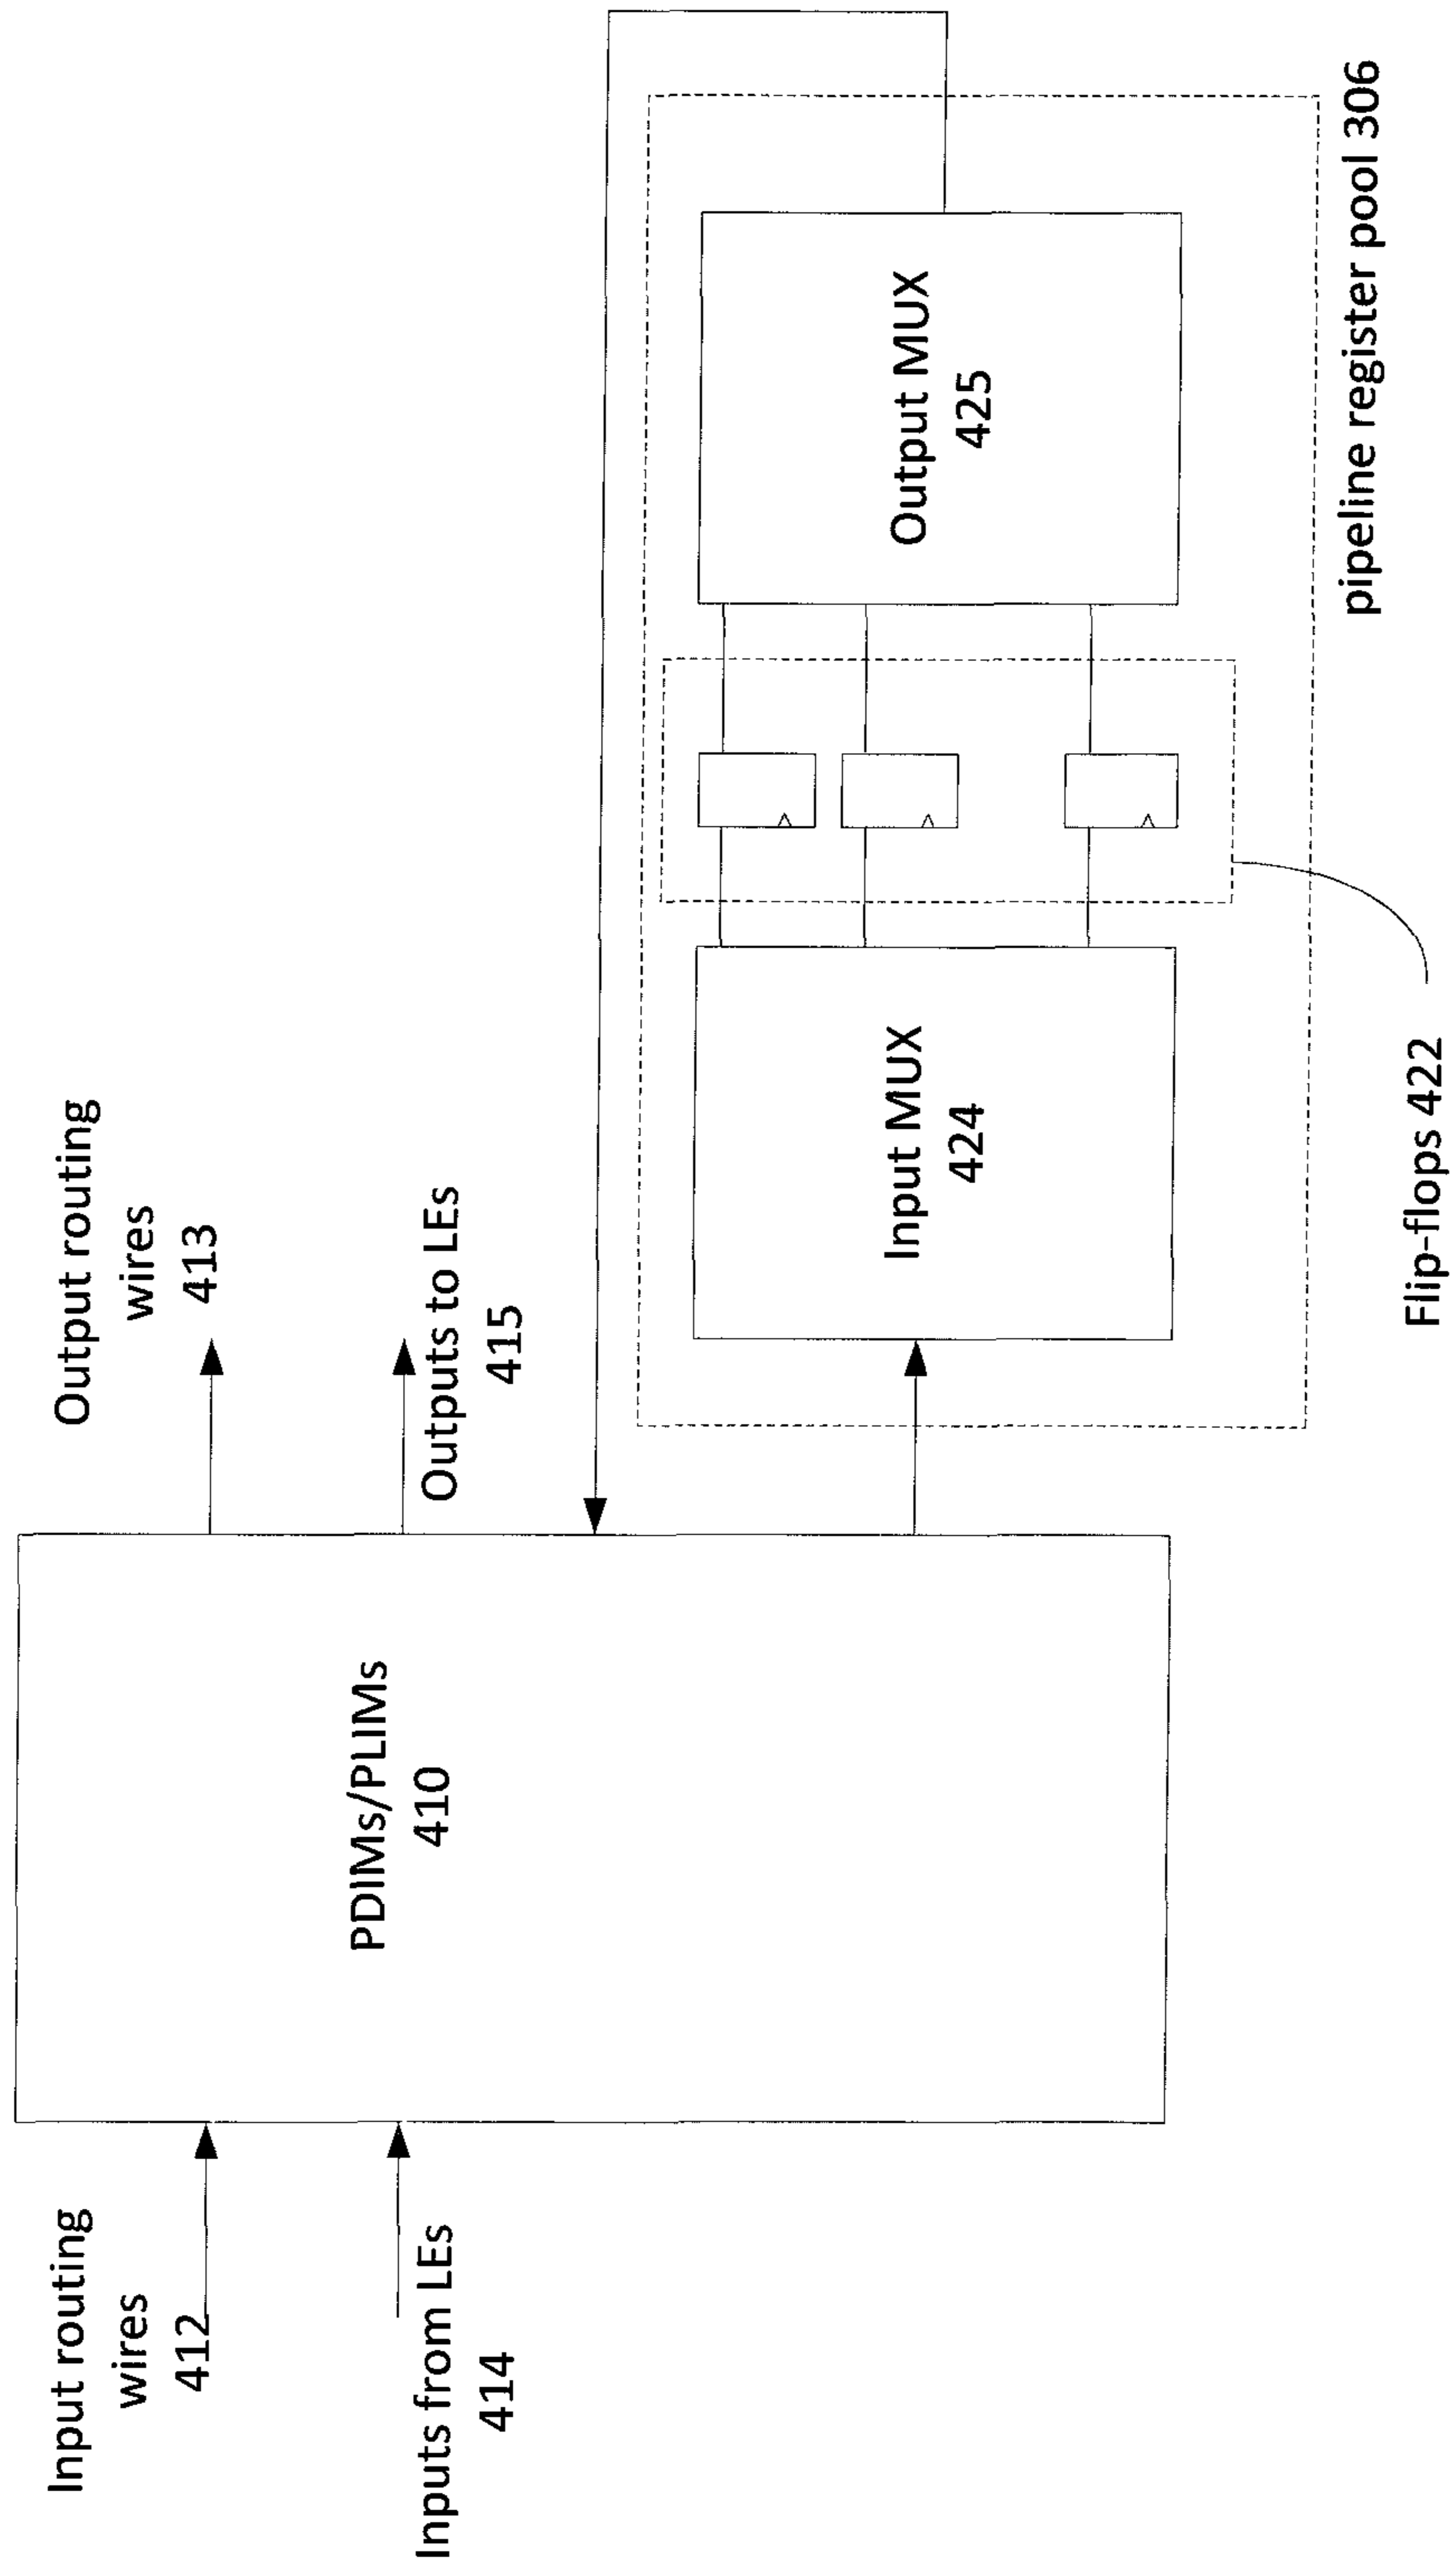 Input routing
wires
412
Inputs from LEs
414
PDIMs/PLIMs
410
Output routing
wires
413
Outputs to LEs
415
Input MUX
424
Output MUX
425
Flip-flops 422
pipeline register pool 306